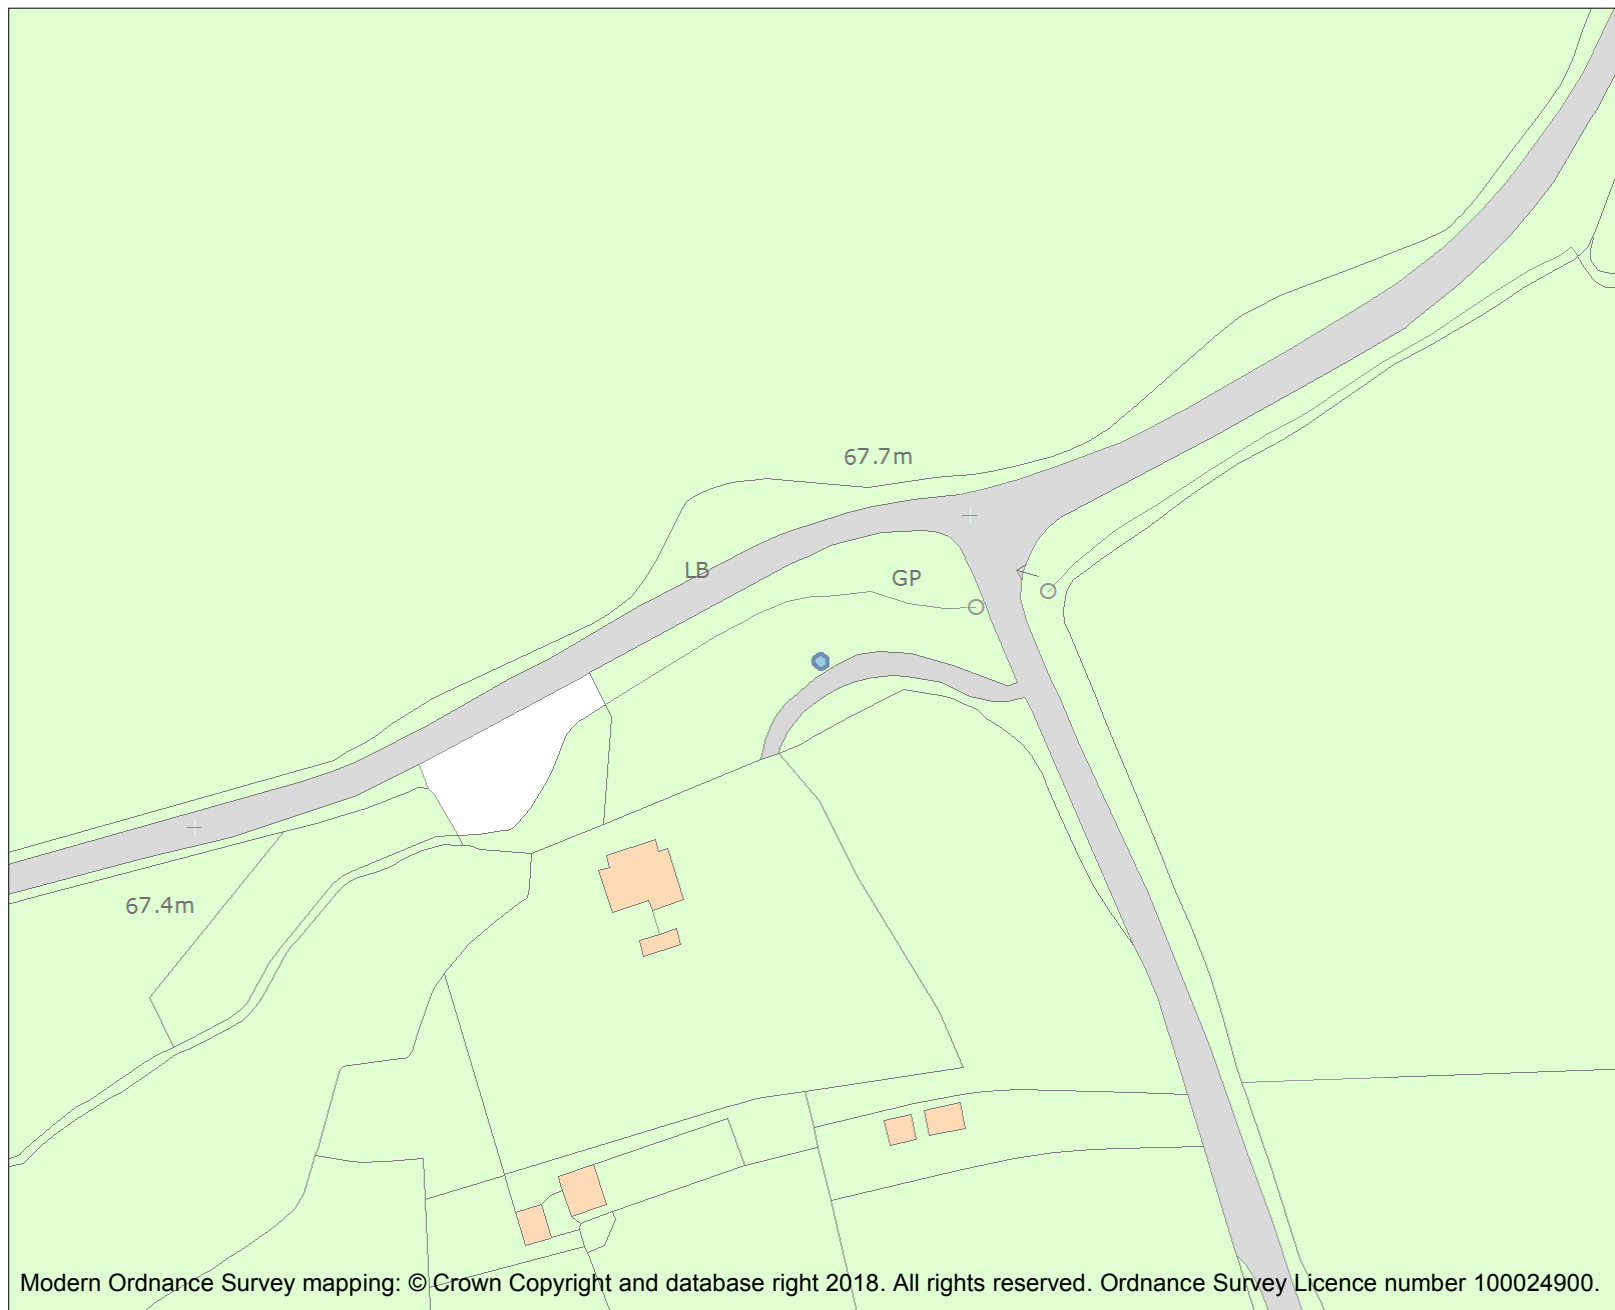 67.7m
LB
GP
67.4m
Modern Ordnance Survey mapping: © Crown Copyright and database right 2018. All rights reserved. Ordnance Survey Licence number 100024900.